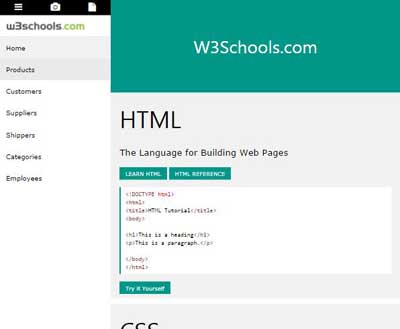 w3schools.com
Home
Products
Customers
Suppliers
Shippers
Categories
Employees
W3Schools.com
HTML
The Language for Building Web Pages
LEARN HTML HTML REFERENCE
<!DOCTYPE html>
<html>
<title>HTML Tutorial</title>
<body>
<h1>This is a heading</h1>
<p>This is a paragraph.</p>
</body>
</html>
Try it Yourself
CSS